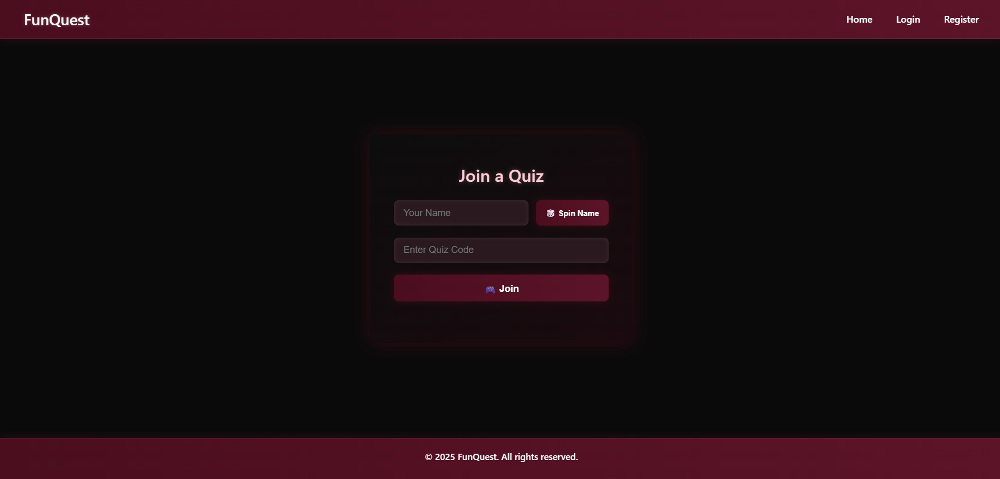 FunQuest
Home Login Register
Join a Quiz
Your Name
🎲 Spin Name
Enter Quiz Code
🎮 Join
© 2025 FunQuest. All rights reserved.